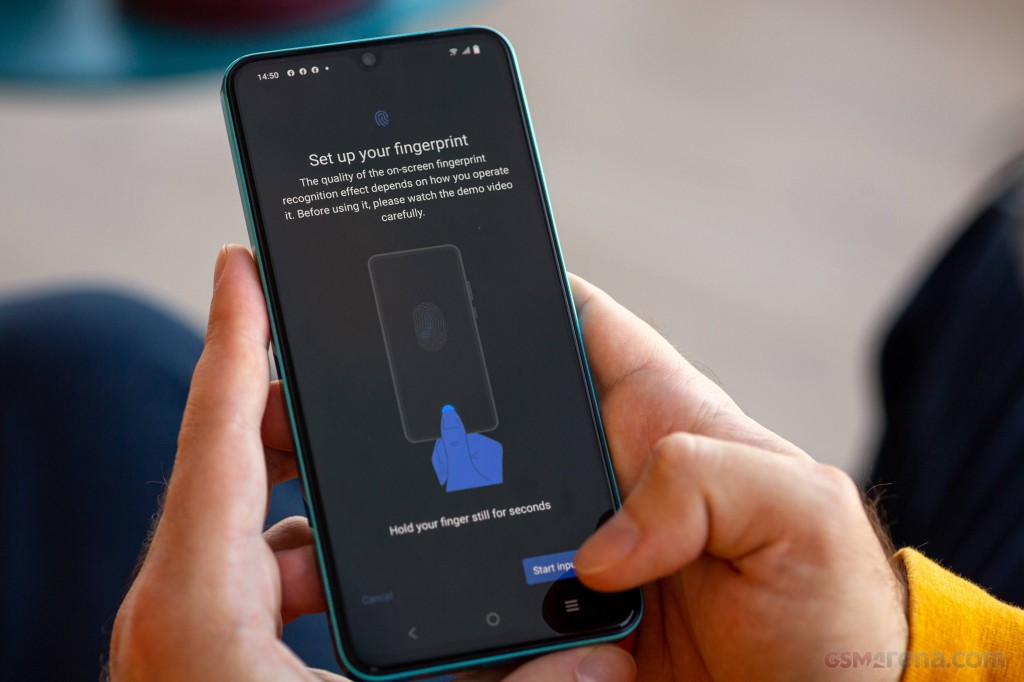 14:50
Set up your fingerprint
The quality of the on-screen fingerprint
recognition effect depends on how you operate
it. Before using it, please watch the demo video
carefully.
Hold your finger still for seconds
Start inpu
Cancel
GSMArena.com